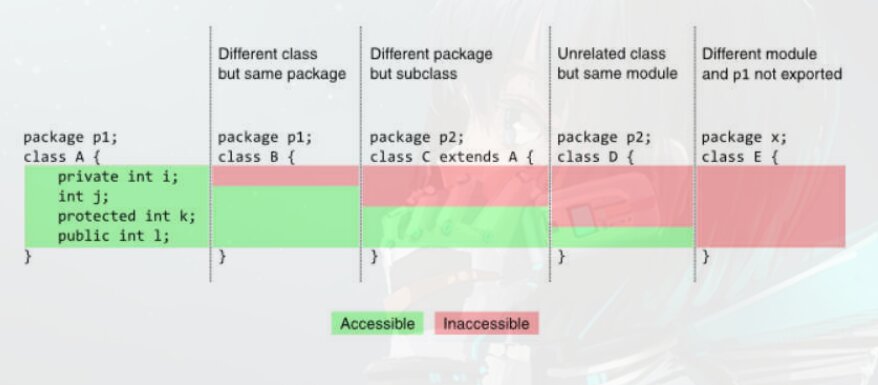 Different class
but same package
Different package
but subclass
Unrelated class
but same module
Different module
and p1 not exported
package p1;
class A {
private int i;
int j;
protected int k;
public int l;
}
package p1;
class B {
}
package p2;
class C extends A {
}
package p2;
class D {
}
package x;
class E {
}
Accessible
Inaccessible